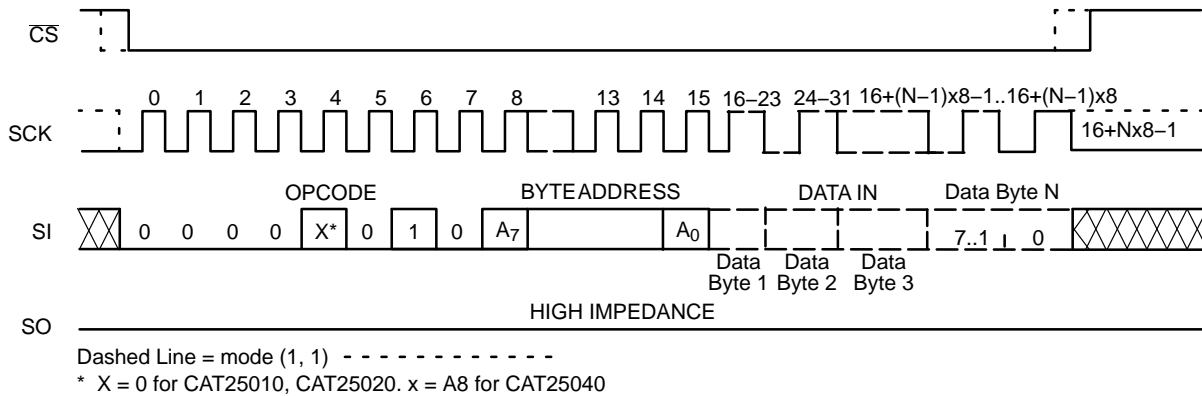 CS
0 1 2 3 4 5 6 7 8 13 14 15 16–23 24–31 16+(N–1)x8–1..16+(N–1)x8
SCK
16+Nx8–1
OPCODE BYTE ADDRESS DATA IN Data Byte N
SI 0 0 0 0 X* 0 1 0 A7 A0 7..1 0
Data Byte 1 Data Byte 2 Data Byte 3
HIGH IMPEDANCE
SO
Dashed Line = mode (1, 1)
* X = 0 for CAT25010, CAT25020. x = A8 for CAT25040